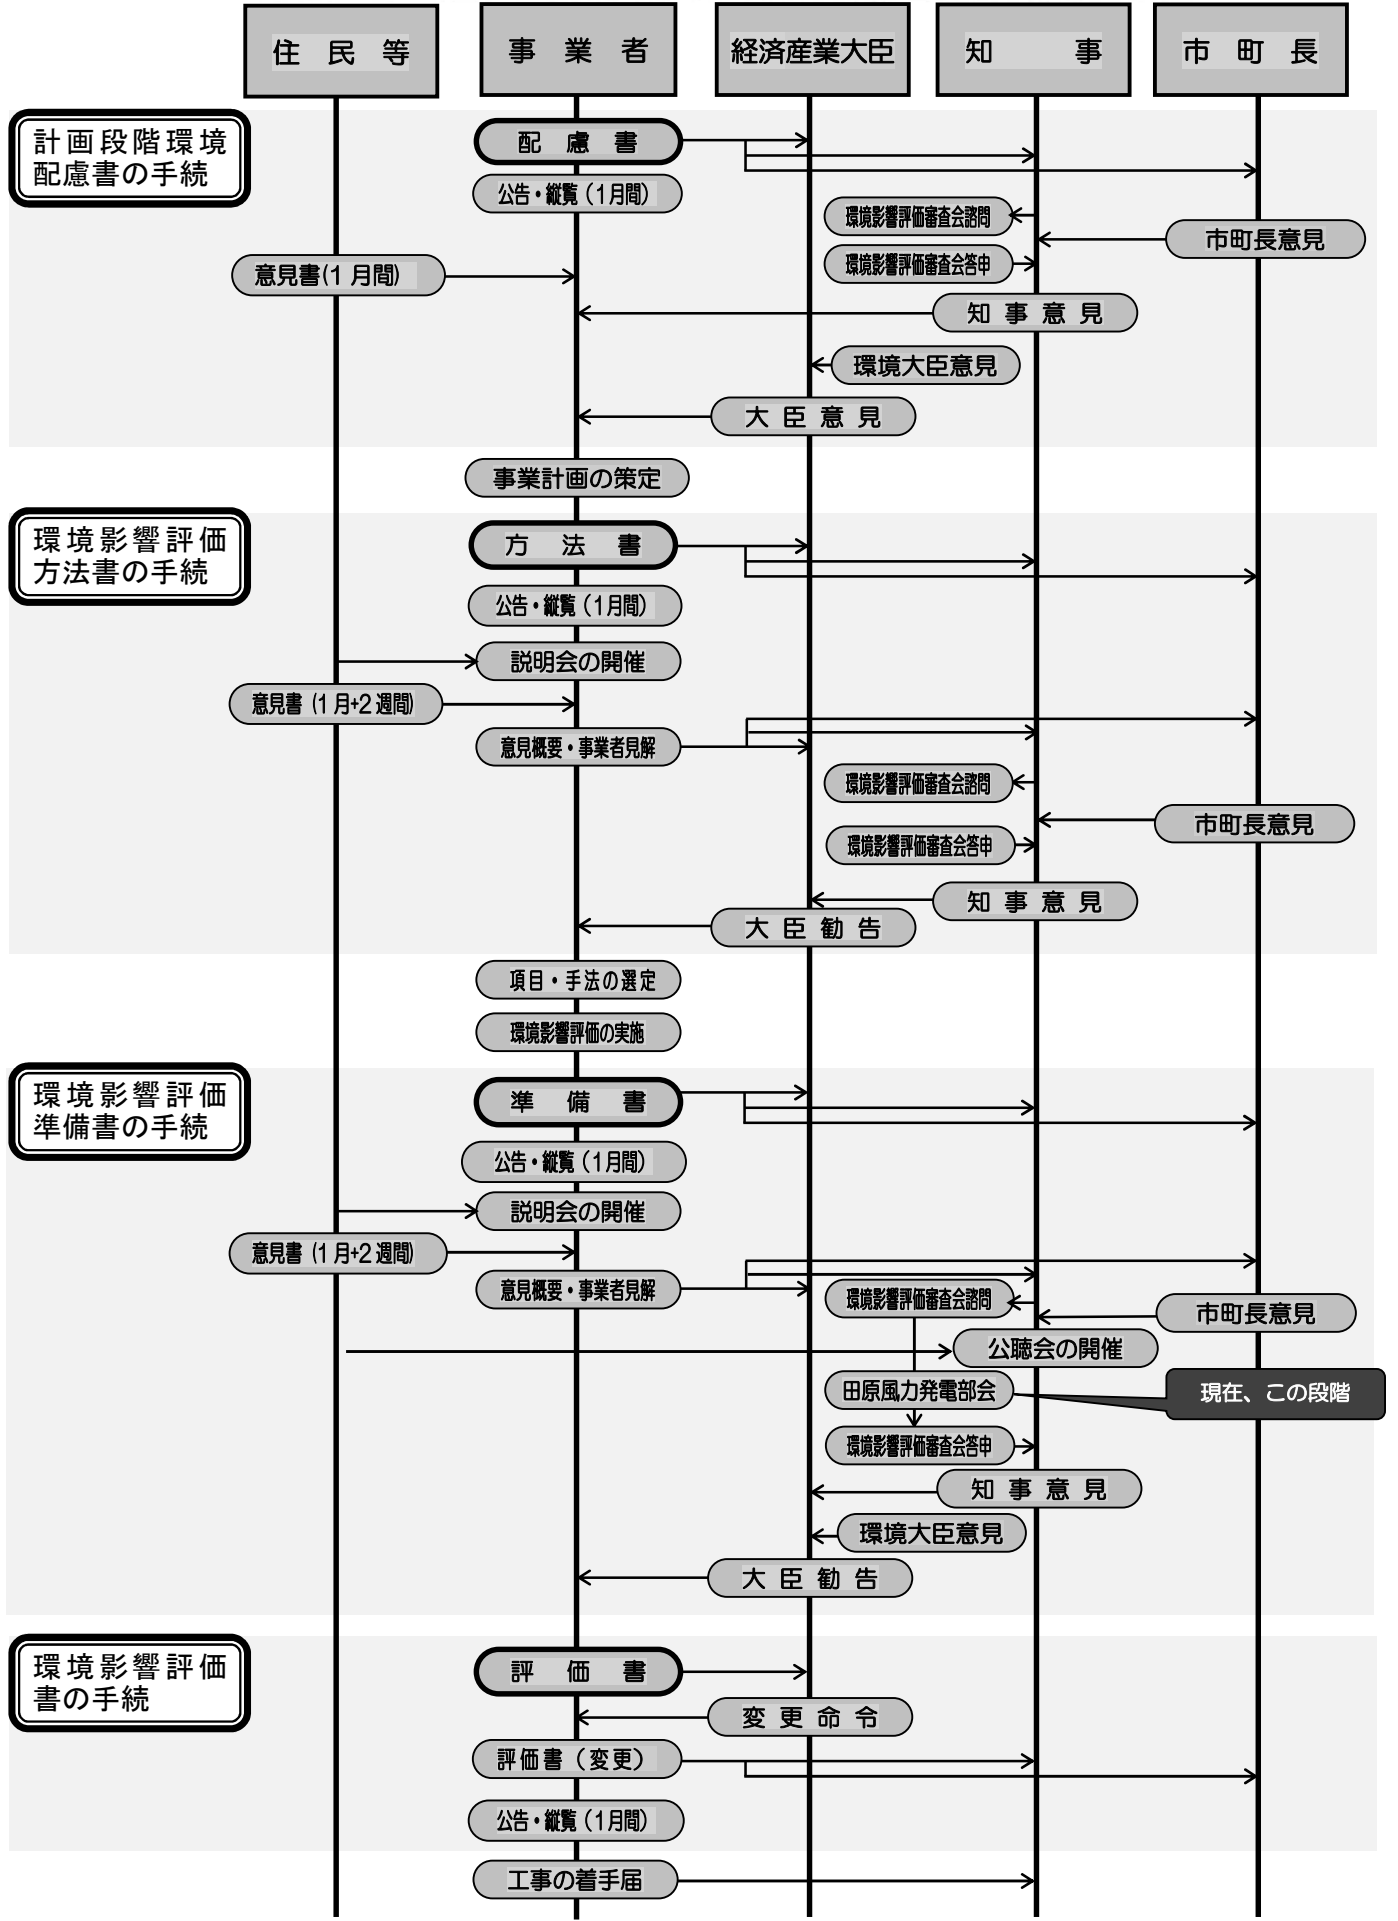 住　民　等
事　業　者
経済産業大臣
知　　　事
市　町　長
計画段階環境
配慮書の手続
配　慮　書
公告・縦覧（1月間）
環境影響評価審査会諮問
市町長意見
環境影響評価審査会答申
意見書(1 月間)
知 事 意 見
環境大臣意見
大 臣 意 見
事業計画の策定
環境影響評価
方法書の手続
方　法　書
公告・縦覧（1月間）
説明会の開催
意見書（1 月+2 週間)
意見概要・事業者見解
環境影響評価審査会諮問
市町長意見
環境影響評価審査会答申
知 事 意 見
大 臣 勧 告
項目・手法の選定
環境影響評価の実施
環境影響評価
準備書の手続
準　備　書
公告・縦覧（1月間）
説明会の開催
意見書（1 月+2 週間)
意見概要・事業者見解
環境影響評価審査会諮問
市町長意見
公聴会の開催
田原風力発電部会
現在、この段階
環境影響評価審査会答申
知 事 意 見
環境大臣意見
大 臣 勧 告
環境影響評価
書の手続
評　価　書
変 更 命 令
評価書（変更）
公告・縦覧（1月間）
工事の着手届